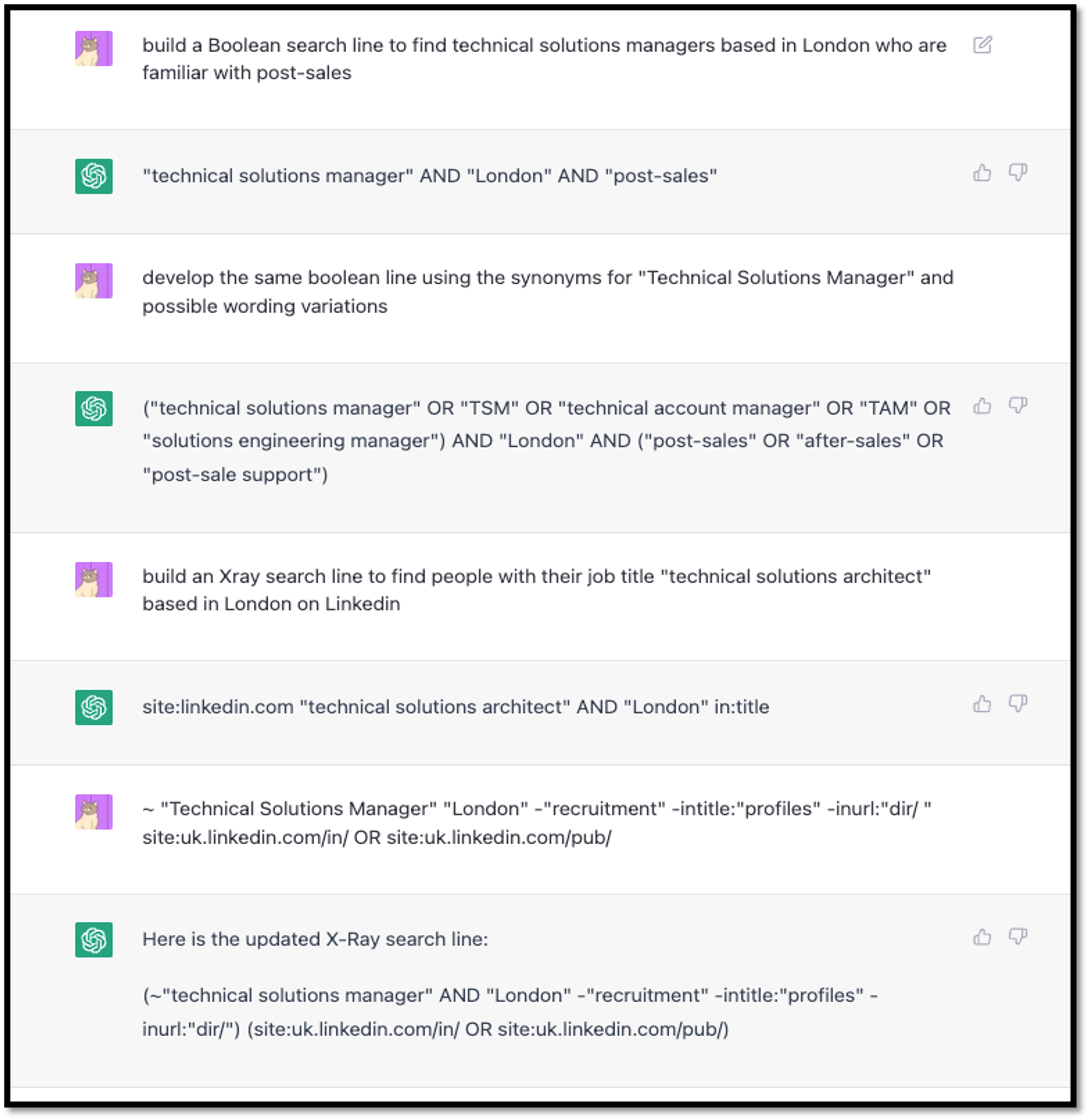 build a Boolean search line to find technical solutions managers based in London who are
familiar with post-sales
"technical solutions manager" AND "London" AND "post-sales"
develop the same boolean line using the synonyms for "Technical Solutions Manager" and
possible wording variations
("technical solutions manager" OR "TSM" OR "technical account manager" OR "TAM" OR
"solutions engineering manager") AND "London" AND ("post-sales" OR "after-sales" OR
"post-sale support")
build an Xray search line to find people with their job title "technical solutions architect"
based in London on Linkedin
site:linkedin.com "technical solutions architect" AND "London" in:title
~ "Technical Solutions Manager" "London" -"recruitment" -intitle:"profiles" -inurl:"dir/ "
site:uk.linkedin.com/in/ OR site:uk.linkedin.com/pub/
Here is the updated X-Ray search line:
(~"technical solutions manager" AND "London" -"recruitment" -intitle:"profiles" -
inurl:"dir/") (site:uk.linkedin.com/in/ OR site:uk.linkedin.com/pub/)